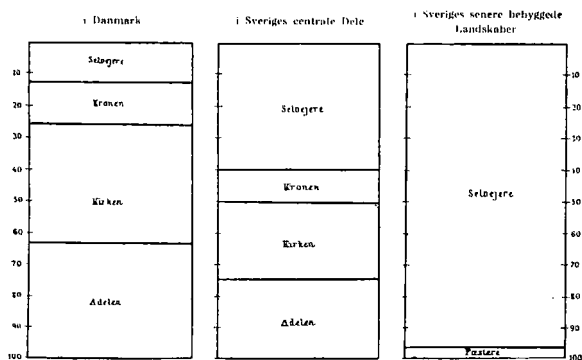 i Danmark
Selvejere
Kronen
Kirken
Adelen
10
20
30
40
50
60
70
80
90
100
i Sveriges centrale Dele
Selvejere
Kronen
Kirken
Adelen
i Sveriges senere bebyggede
Landskaber
Selvejere
Fæstere
10
20
30
40
50
60
70
80
90
100